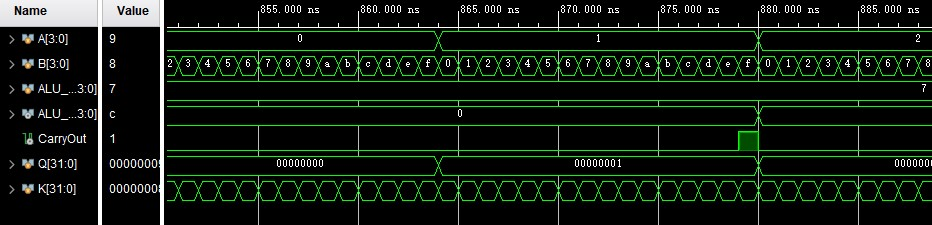 Name Value 855.000 ns 860.000 ns 865.000 ns 870.000 ns 875.000 ns 880.000 ns 885.000 ns
A[3:0] 9 0 1 2
B[3:0] 8 2 3 4 5 6 7 8 9 a b c d e f 0 1 2 3 4 5 6 7 8 9 a b c d e f 0 1 2 3 4 5 6 7 8
ALU_...3:0] 7 7
ALU_...3:0] c 0
CarryOut 1
Q[31:0] 00000009 00000000 00000001 0000000
K[31:0] 00000008